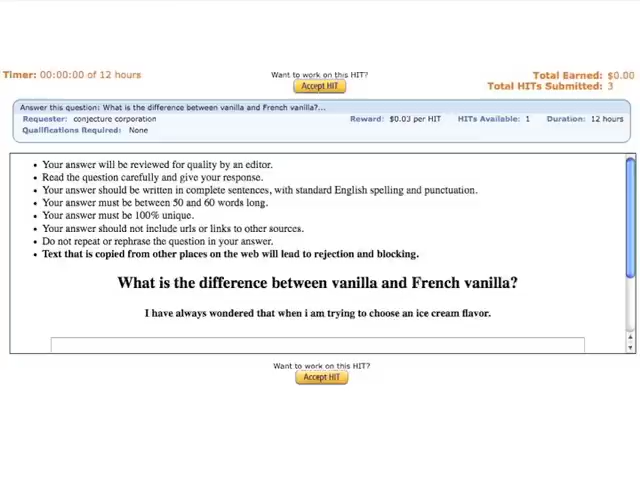 Timer: 00:00:00 of 12 hours
Want to work on this HIT?
Accept HIT
Total Earned: $0.00
Total HITs Submitted: 3
Answer this question: What is the difference between vanilla and French vanilla?...
Requester: conjecture corporation
Reward: $0.03 per HIT
HITs Available: 1
Duration: 12 hours
Qualifications Required: None
• Your answer will be reviewed for quality by an editor.
• Read the question carefully and give your response.
• Your answer should be written in complete sentences, with standard English spelling and punctuation.
• Your answer must be between 50 and 60 words long.
• Your answer must be 100% unique.
• Your answer should not include urls or links to other sources.
• Do not repeat or rephrase the question in your answer.
• Text that is copied from other places on the web will lead to rejection and blocking.
What is the difference between vanilla and French vanilla?
I have always wondered that when i am trying to choose an ice cream flavor.
Want to work on this HIT?
Accept HIT